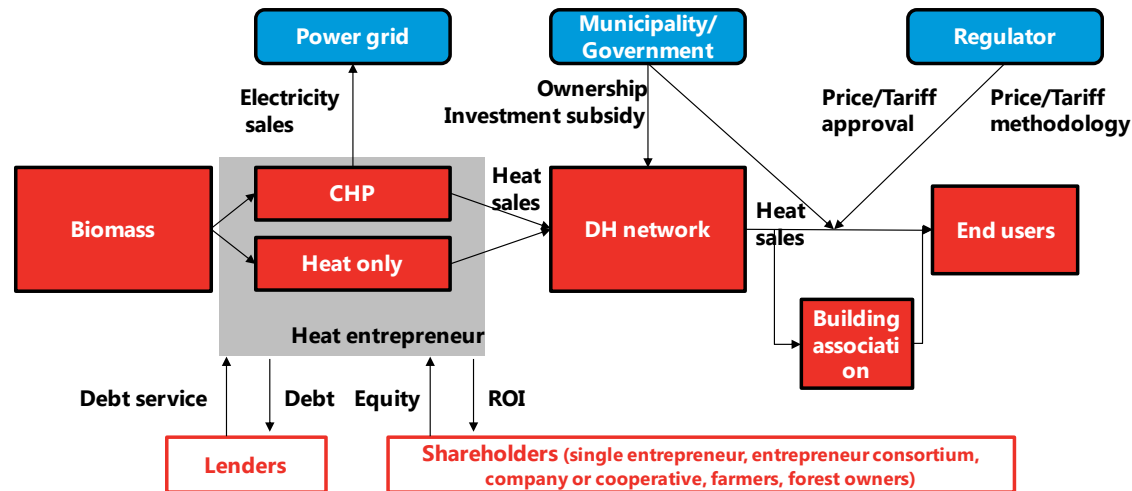 Power grid
Municipality/
Government
Regulator
Electricity
sales
Ownership
Investment subsidy
Price/Tariff
approval
Price/Tariff
methodology
Biomass
CHP
Heat only
Heat
sales
DH network
Heat
sales
End users
Heat entrepreneur
Building
associati
on
Debt service
Debt
Equity
ROI
Lenders
Shareholders (single entrepreneur, entrepreneur consortium,
company or cooperative, farmers, forest owners)